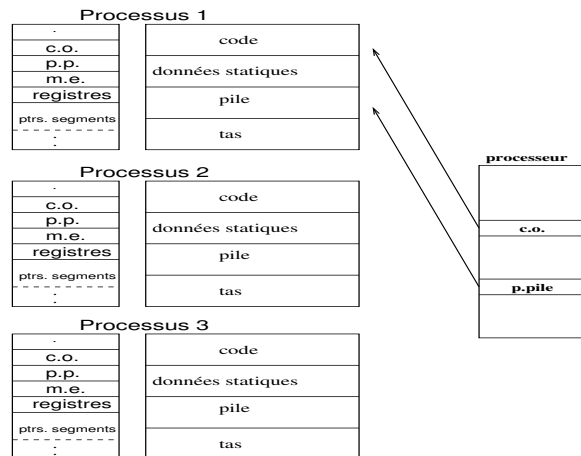 Processus 1
.
c.o.
p.p.
m.e.
registres
ptrs. segments
:
code
données statiques
pile
tas
Processus 2
.
c.o.
p.p.
m.e.
registres
ptrs. segments
:
code
données statiques
pile
tas
Processus 3
.
c.o.
p.p.
m.e.
registres
ptrs. segments
:
code
données statiques
pile
tas
processeur
c.o.
p.pile